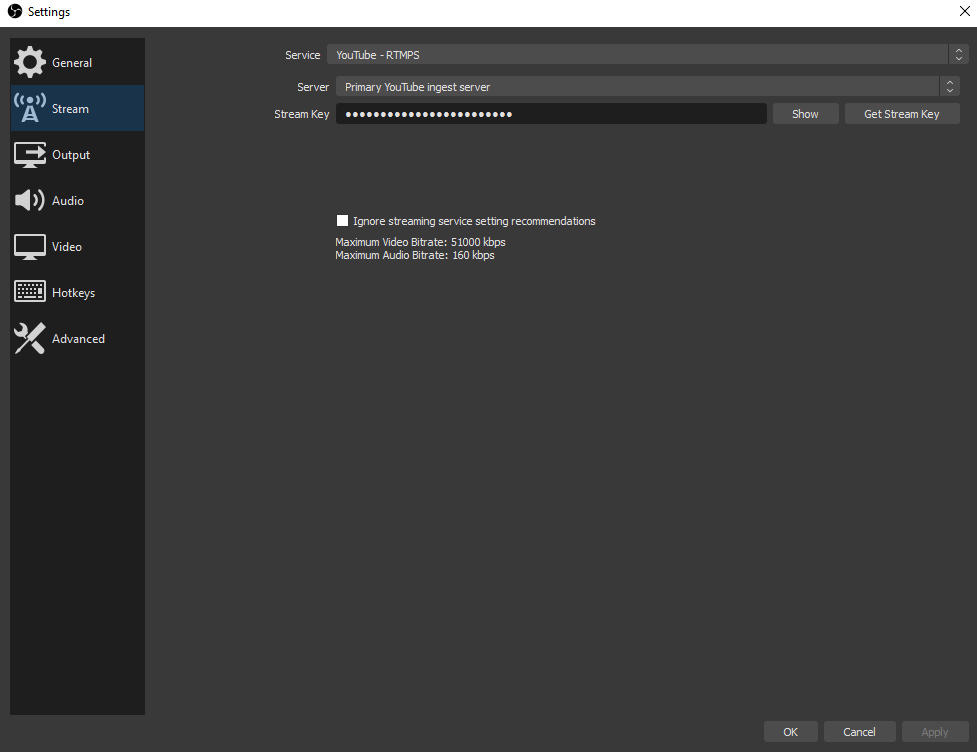 Settings
General
Stream
Output
Audio
Video
Hotkeys
Advanced
Service YouTube - RTMPS
Server Primary YouTube ingest server
Stream Key ●●●●●●●●●●●●●●●●●●●●●●●● Show Get Stream Key
Ignore streaming service setting recommendations
Maximum Video Bitrate: 51000 kbps
Maximum Audio Bitrate: 160 kbps
OK Cancel Apply